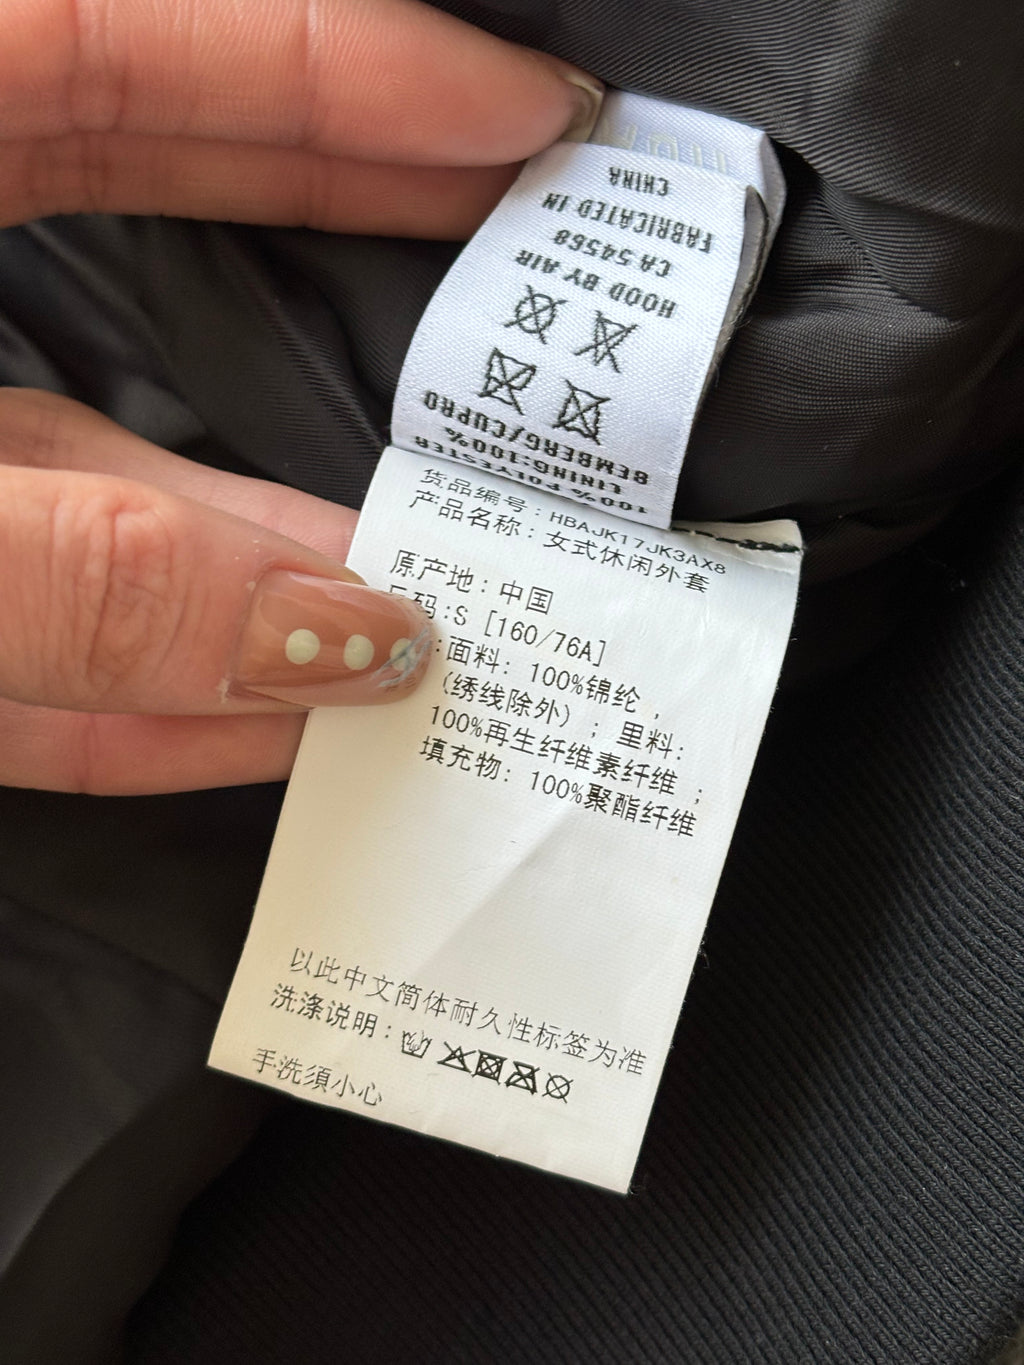 CHINA
FABRICATED IN
CA 54568
HOOD BY AIR
BEMBERG/CUPRO
LINING:100%
100% POLYESTER
货品编号:HBAJK17JK3AX8
产品名称:女式休闲外套
原产地:中国
码:S [160/76A]
:面料: 100%锦纶,
(绣线除外);里料:
100%再生纤维素纤维;
填充物: 100%聚酯纤维
以此中文简体耐久性标签为准
洗涤说明:
手洗須小心